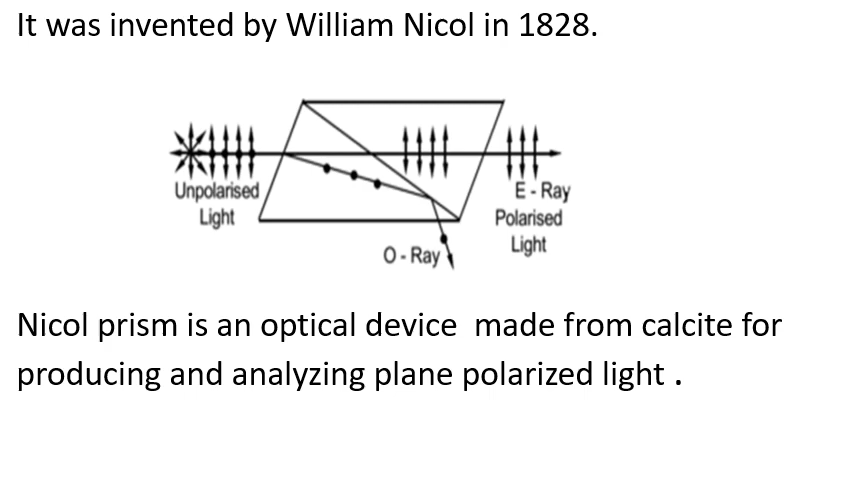 It was invented by William Nicol in 1828.
Unpolarised
Light
E - Ray
Polarised
Light
O - Ray
Nicol prism is an optical device  made from calcite for
producing and analyzing plane polarized light .